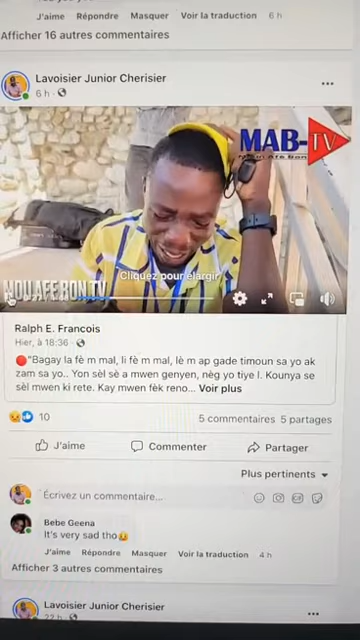 J'aime Répondre Masquer Voir la traduction 6 h
Afficher 16 autres commentaires
Lavoisier Junior Cherisier
6 h
MAB-TV
NOU AFE BON TV
Cliquez pour élargir
Ralph E. Francois
Hier, à 18:36
🔴"Bagay la fè m mal, li fè m mal, lè m ap gade timoun sa yo ak
zam sa yo.. Yon sèl sè a mwen genyen, nèg yo tiye l. Kounya se
sèl mwen ki rete. Kay mwen fenk reno... Voir plus
10
5 commentaires 5 partages
J'aime Commenter Partager
Plus pertinents
Écrivez un commentaire...
Bebe Geena
It's very sad tho
J'aime Répondre Masquer Voir la traduction 4 h
Afficher 3 autres commentaires
Lavoisier Junior Cherisier
22 h